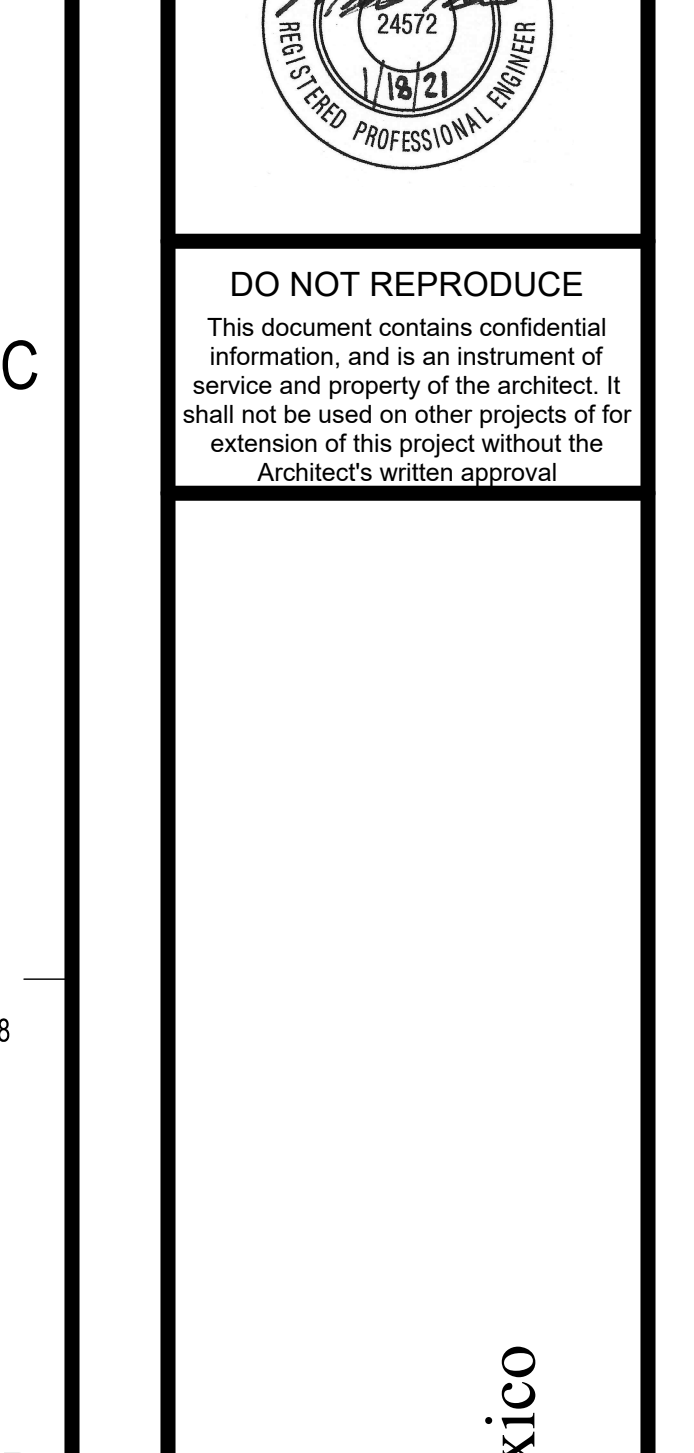 24572
1/18/21
REGISTERED PROFESSIONAL ENGINEER
DO NOT REPRODUCE
This document contains confidential
information, and is an instrument of
service and property of the architect. It
shall not be used on other projects of for
extension of this project without the
Architect's written approval
C
8
xico